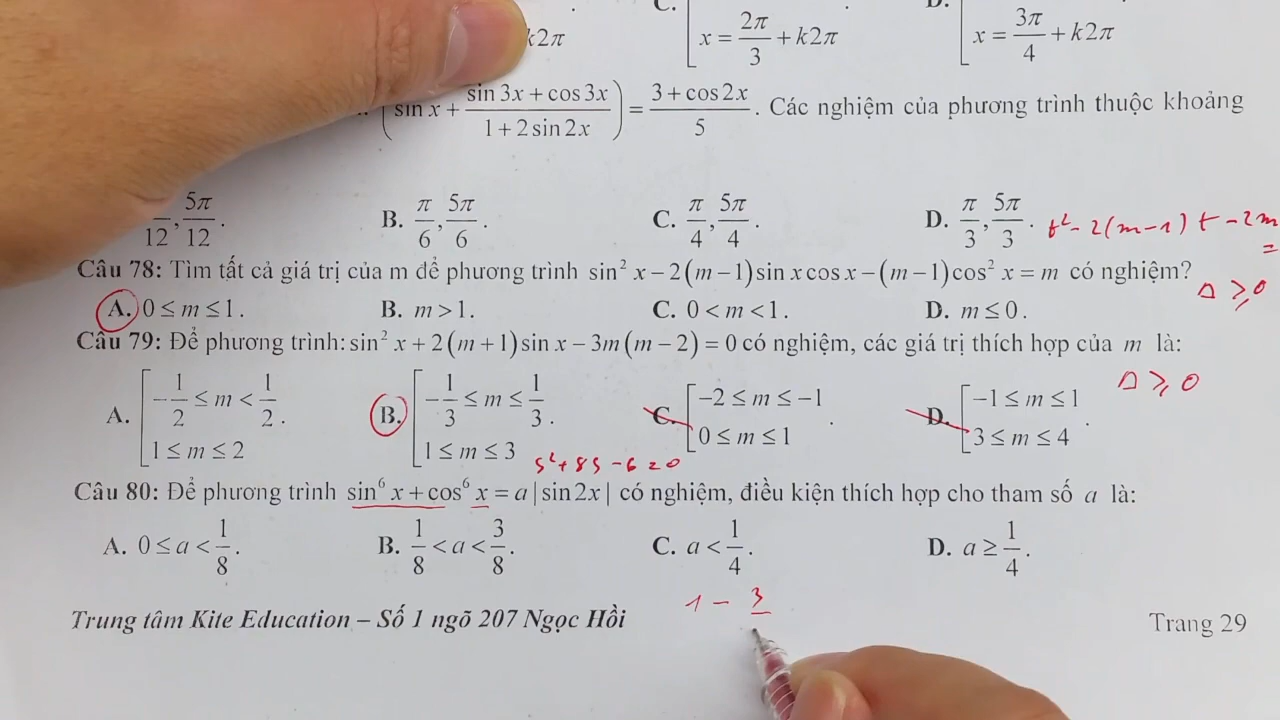 C.
D.
k2π
x = 2π/3 + k2π
x = 3π/4 + k2π
(sin x + (sin 3x + cos 3x)/(1 + 2 sin 2x)) = (3 + cos 2x)/5 . Các nghiệm của phương trình thuộc khoảng
12 , 5π/12 . B. π/6 , 5π/6 . C. π/4 , 5π/4 . D. π/3 , 5π/3 .
t² - 2(m-1) t - 2m
=
Câu 78: Tìm tất cả giá trị của m để phương trình sin² x − 2(m−1) sin x cos x − (m−1) cos² x = m có nghiệm?
Δ ≥ 0
A. 0 ≤ m ≤ 1. B. m > 1. C. 0 < m < 1. D. m ≤ 0.
Câu 79: Để phương trình: sin² x + 2(m+1) sin x − 3m(m−2) = 0 có nghiệm, các giá trị thích hợp của m là:
Δ ≥ 0
A. [ −1/2 ≤ m < 1/2 . B. [ −1/3 ≤ m ≤ 1/3 . C. [ −2 ≤ m ≤ −1 . D. [ −1 ≤ m ≤ 1 .
1 ≤ m ≤ 2 1 ≤ m ≤ 3 0 ≤ m ≤ 1 3 ≤ m ≤ 4
Câu 80: Để phương trình sin⁶ x + cos⁶ x = a | sin 2x | có nghiệm, điều kiện thích hợp cho tham số a là:
A. 0 ≤ a < 1/8 . B. 1/8 < a < 3/8 . C. a < 1/4 . D. a ≥ 1/4 .
1 − 3
Trung tâm Kite Education – Số 1 ngõ 207 Ngọc Hồi Trang 29